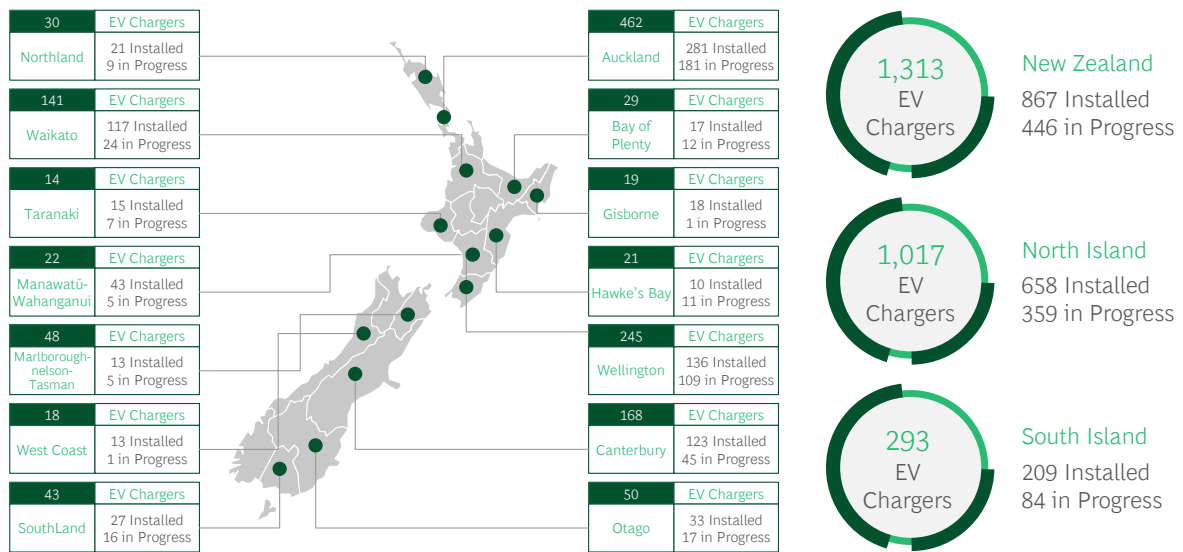 30
EV Chargers
Northland
21 Installed
9 in Progress
141
EV Chargers
Waikato
117 Installed
24 in Progress
14
EV Chargers
Taranaki
15 Installed
7 in Progress
22
EV Chargers
Manawatū-
Wahanganui
43 Installed
5 in Progress
48
EV Chargers
Marlborough-
nelson-
Tasman
13 Installed
5 in Progress
18
EV Chargers
West Coast
13 Installed
1 in Progress
43
EV Chargers
SouthLand
27 Installed
16 in Progress
462
EV Chargers
Auckland
281 Installed
181 in Progress
29
EV Chargers
Bay of
Plenty
17 Installed
12 in Progress
19
EV Chargers
Gisborne
18 Installed
1 in Progress
21
EV Chargers
Hawke's Bay
10 Installed
11 in Progress
245
EV Chargers
Wellington
136 Installed
109 in Progress
168
EV Chargers
Canterbury
123 Installed
45 in Progress
50
EV Chargers
Otago
33 Installed
17 in Progress
1,313
EV
Chargers
New Zealand
867 Installed
446 in Progress
1,017
EV
Chargers
North Island
658 Installed
359 in Progress
293
EV
Chargers
South Island
209 Installed
84 in Progress